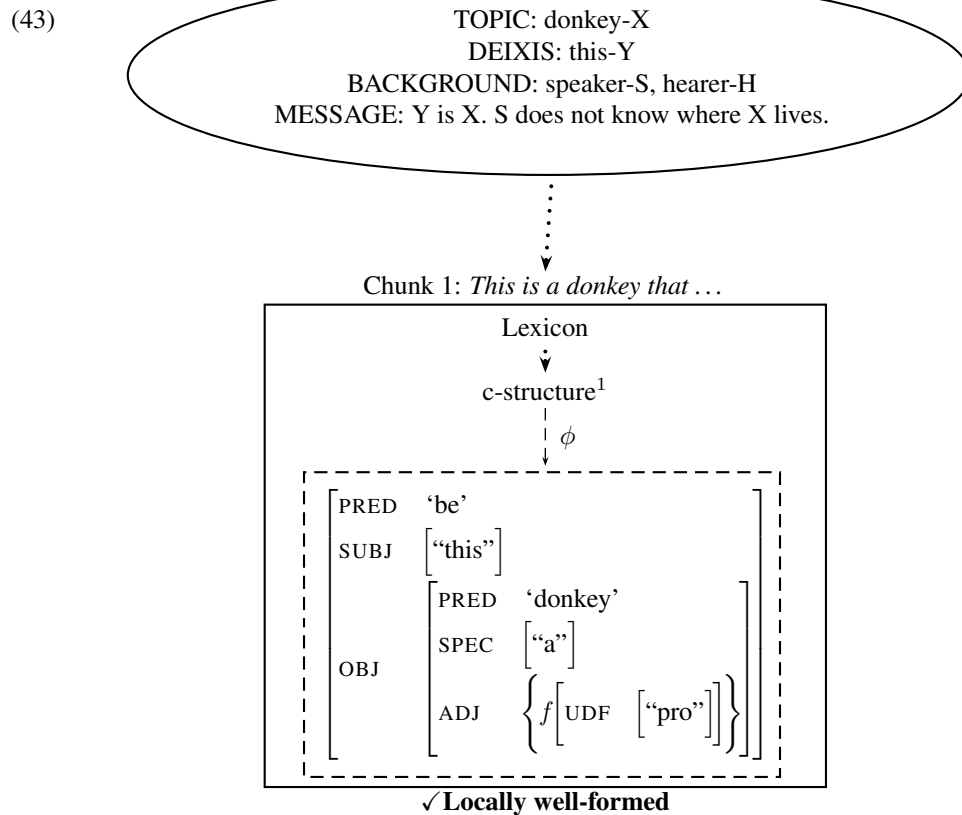 (43)
TOPIC: donkey-X
DEIXIS: this-Y
BACKGROUND: speaker-S, hearer-H
MESSAGE: Y is X. S does not know where X lives.
Chunk 1: This is a donkey that …
Lexicon
c-structure¹
ϕ
PRED ‘be’
SUBJ [“this”]
OBJ
PRED ‘donkey’
SPEC [“a”]
ADJ {f[UDF [“pro”]]}
✓Locally well-formed